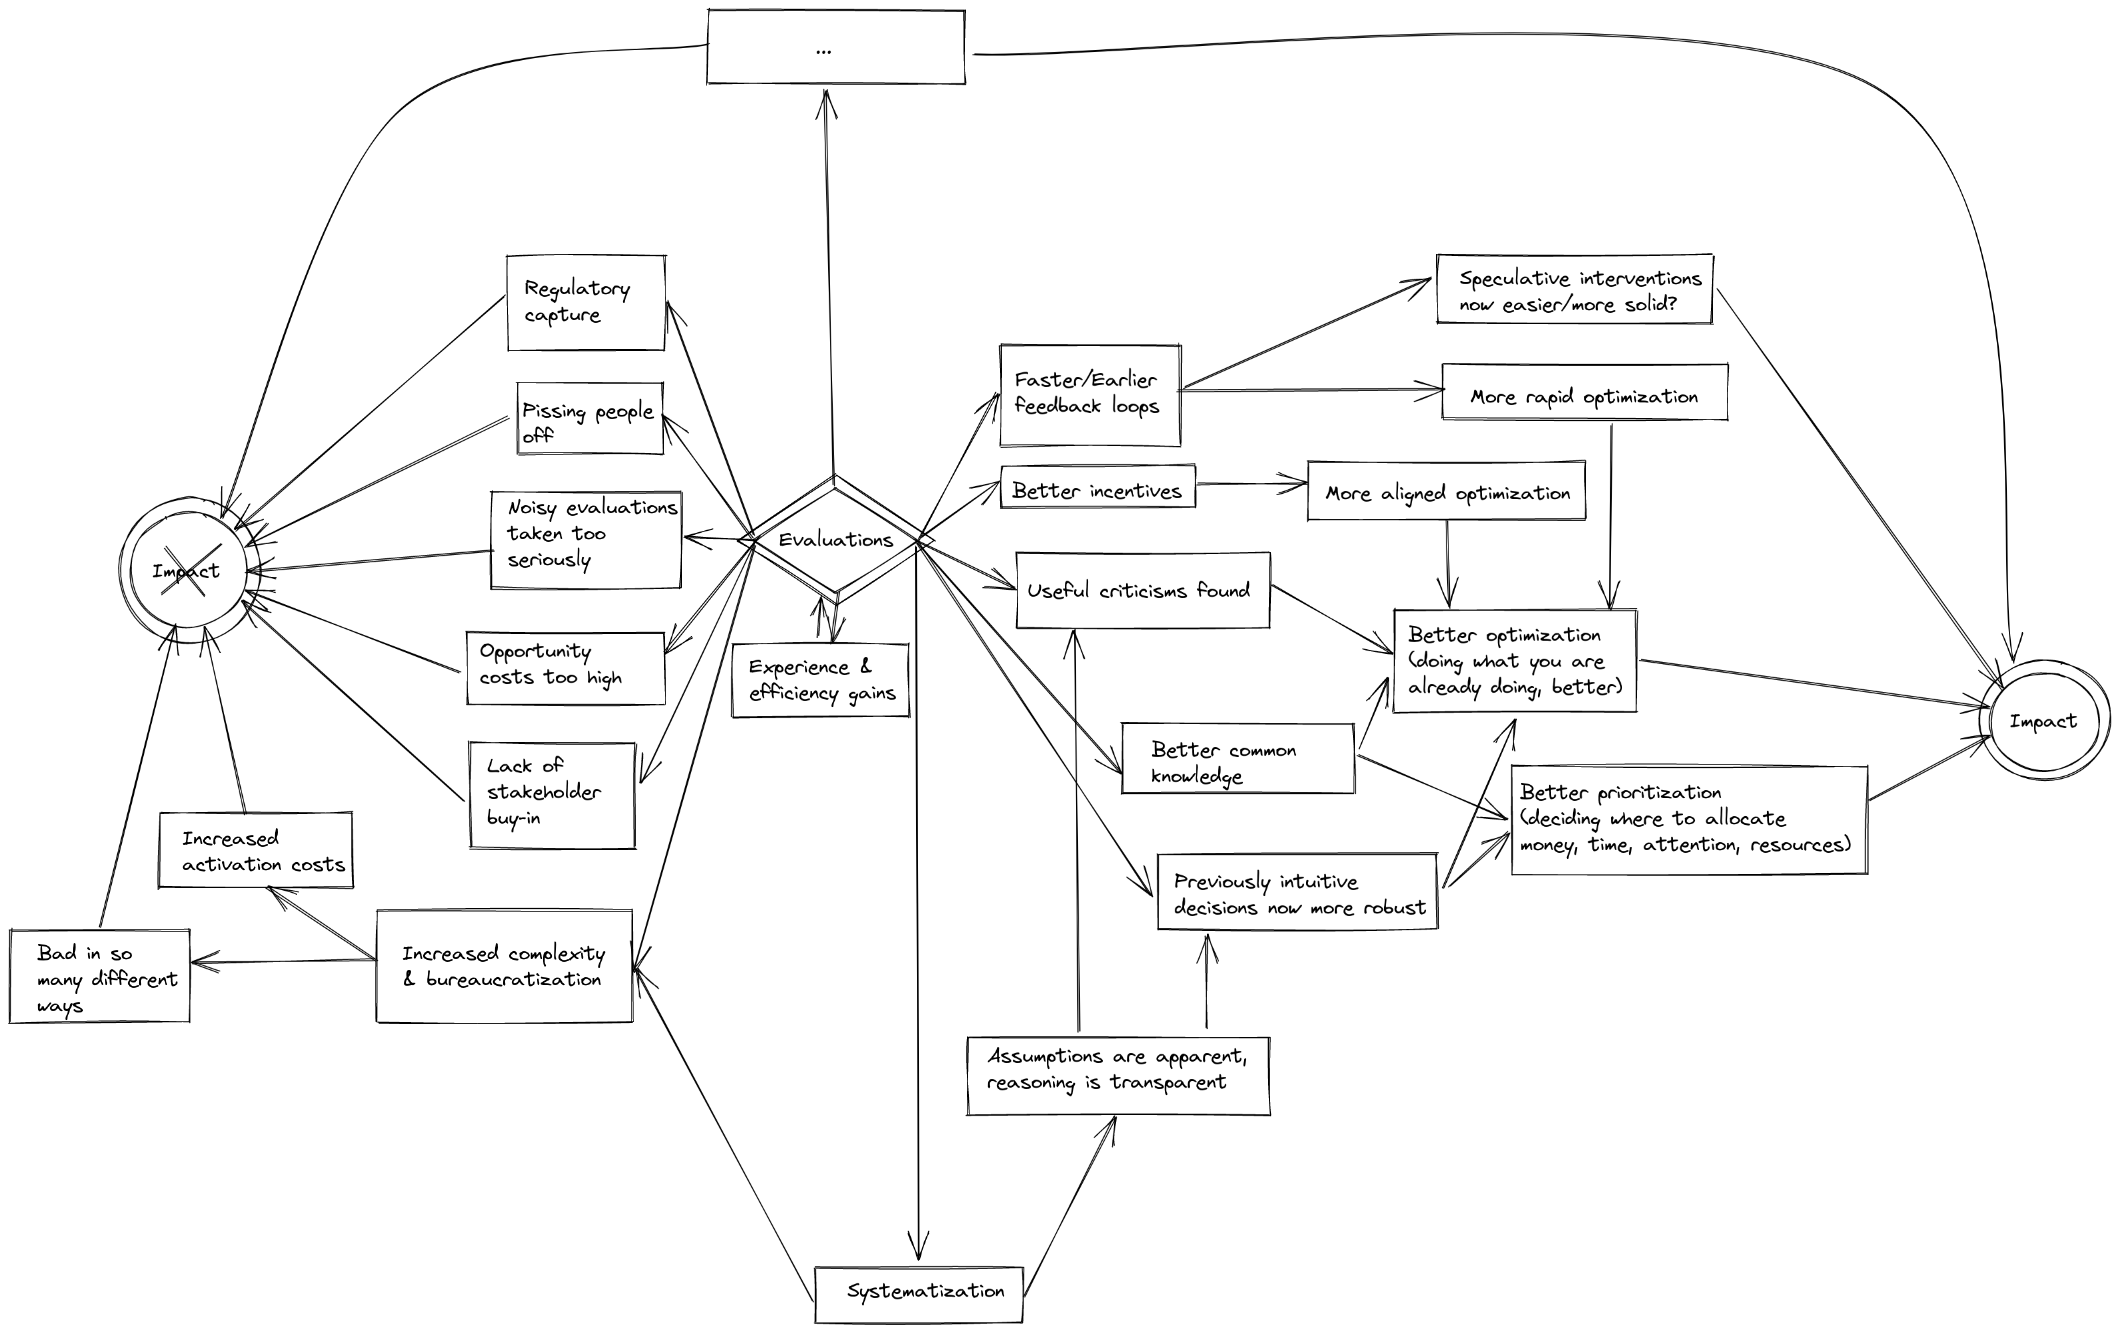 ...
Regulatory
capture
Pissing people
off
Noisy evaluations
taken too
seriously
Opportunity
costs too high
Lack of
stakeholder
buy-in
Impact
Increased
activation costs
Bad in so
many different
ways
Increased complexity
& bureaucratization
Evaluations
Experience &
efficiency gains
Systematization
Assumptions are apparent,
reasoning is transparent
Faster/Earlier
feedback loops
Better incentives
Useful criticisms found
Better common
knowledge
Previously intuitive
decisions now more robust
Speculative interventions
now easier/more solid?
More rapid optimization
More aligned optimization
Better optimization
(doing what you are
already doing, better)
Better prioritization
(deciding where to allocate
money, time, attention, resources)
Impact